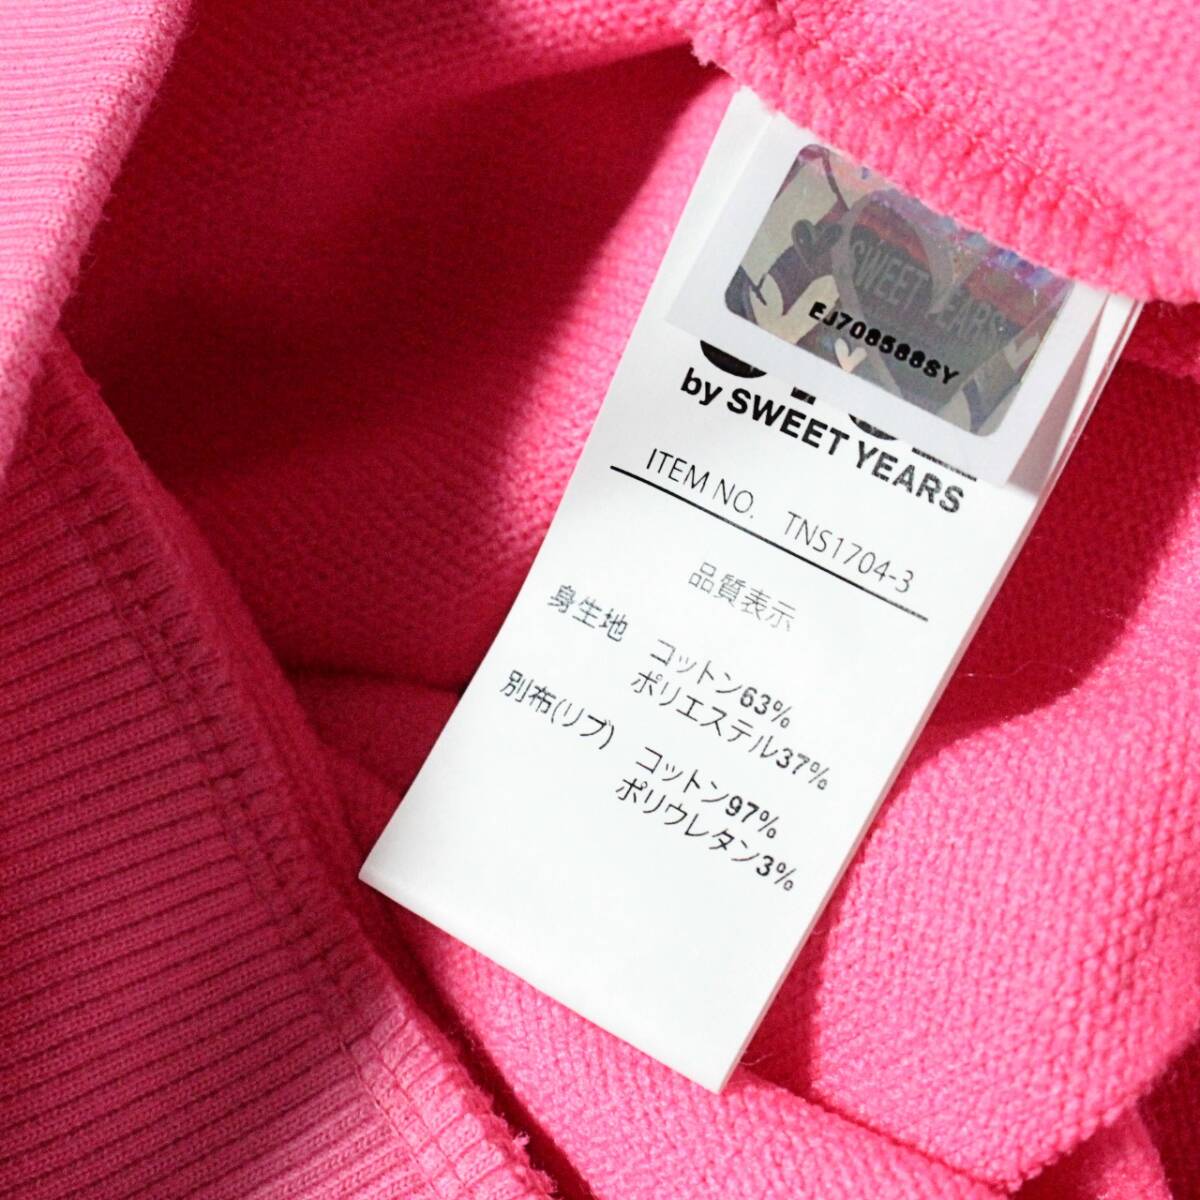 SWEET YEARS
EJ708588SY
by SWEET YEARS
ITEM NO. TNS1704-3
品質表示
身生地 コットン63%
ポリエステル37%
別布(リブ) コットン97%
ポリウレタン3%